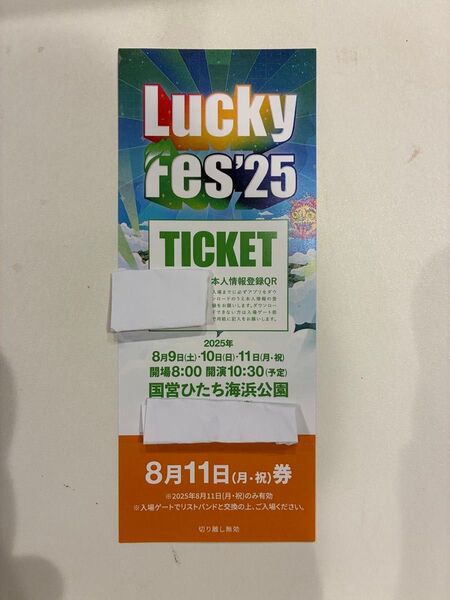 Lucky
Fes'25
TICKET
本人情報登録QR
入場までに必ずアプリをダウ
ンロードのうえ本人情報の登
録をお願いします。ダウンロー
ドできない方は入場ゲート前
で用紙に記入をお願いします。
2025年
8月9日(土)・10日(日)・11日(月・祝)
開場8:00 開演10:30(予定)
国営ひたち海浜公園
8月11日(月・祝)券
※2025年8月11日(月・祝)のみ有効
※入場ゲートでリストバンドと交換の上、ご入場ください。
切り離し無効